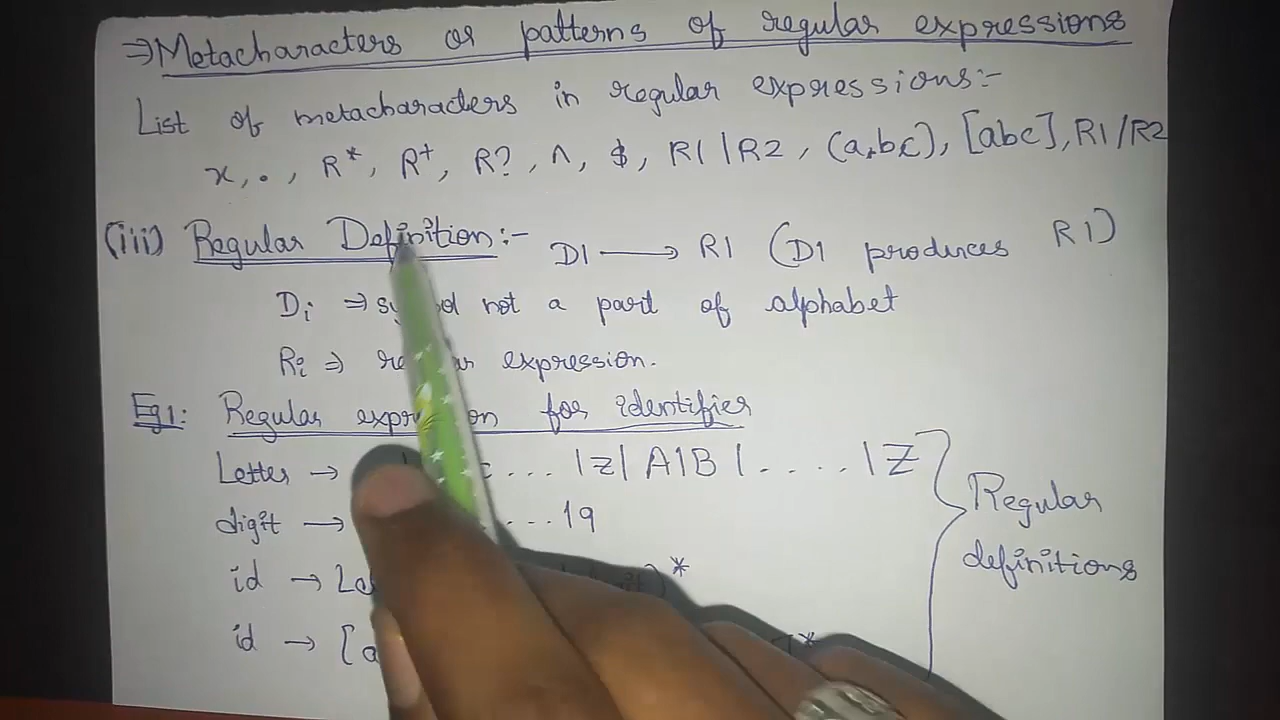 ⇒ Metacharacters or patterns of regular expressions
List of metacharacters in regular expressions:-
x, ., R*, R+, R?, ^, $, R1|R2, (a,b,c), [abc], R1/R2
(iii) Regular Definition:- D1 → R1 (D1 produces R1)
Di ⇒ not a part of alphabet
Ri ⇒ expression.
Eg1: Regular for identifier
Letter → ... |z| A|B|.....|Z
digit → ...19
id → *
id → [a *
Regular
definitions